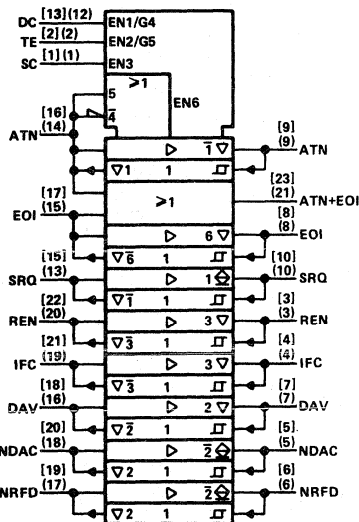 DC [13] (12) EN1/G4
TE [2] (2) EN2/G5
SC [1] (1) EN3
≥1
EN6
5
4̅
[16]
ATN (14)
1̅ ▽ [9] (9) ATN
▽1 1
[23]
≥1 (21) ATN+EOI
[17]
EOI (15)
6 ▽ [8] (8) EOI
▽6̅ 1
[15]
SRQ (13)
1 [10] (10) SRQ
▽1̅ 1
[22]
REN (20)
3 ▽ [3] (3) REN
▽3̅ 1
[21]
IFC (19)
3 ▽ [4] (4) IFC
▽3̅ 1
[18]
DAV (16)
2 ▽ [7] (7) DAV
▽2̅ 1
[20]
NDAC (18)
2̅ [5] (5) NDAC
▽2 1
[19]
NRFD (17)
2̅ [6] (6) NRFD
▽2 1